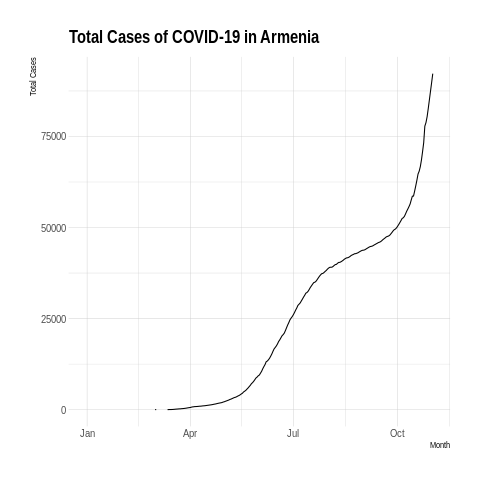 Total Cases of COVID-19 in Armenia
Total Cases
75000
50000
25000
0
Jan Apr Jul Oct
Month